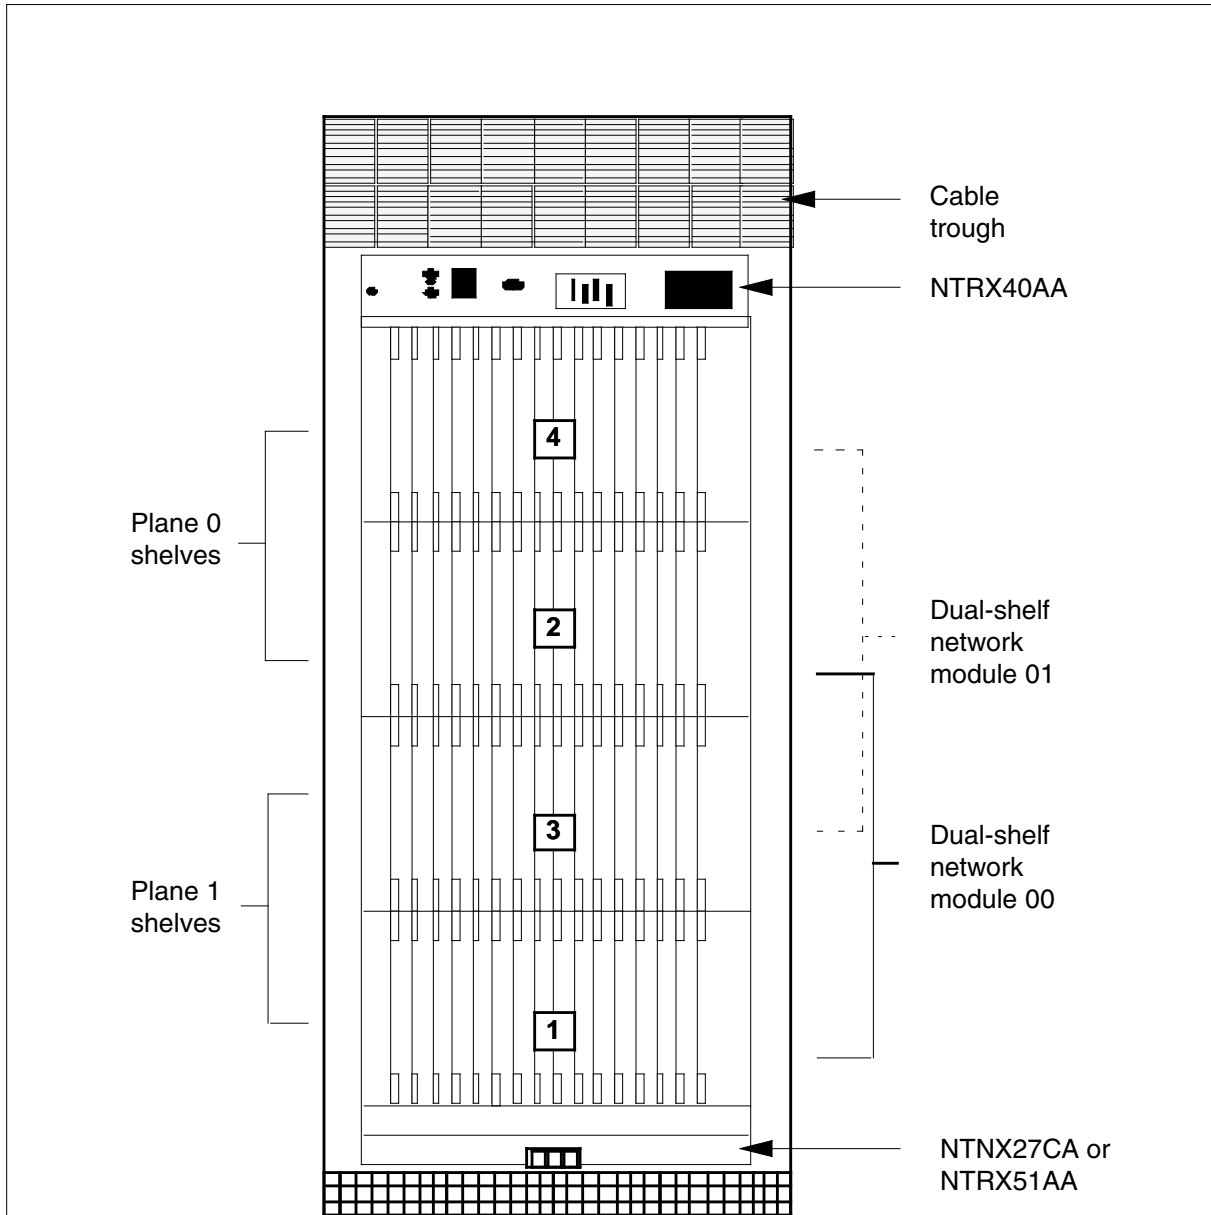 Cable
trough
NTRX40AA
4
Plane 0
shelves
2
Dual-shelf
network
module 01
3
Dual-shelf
network
module 00
Plane 1
shelves
1
NTNX27CA or
NTRX51AA